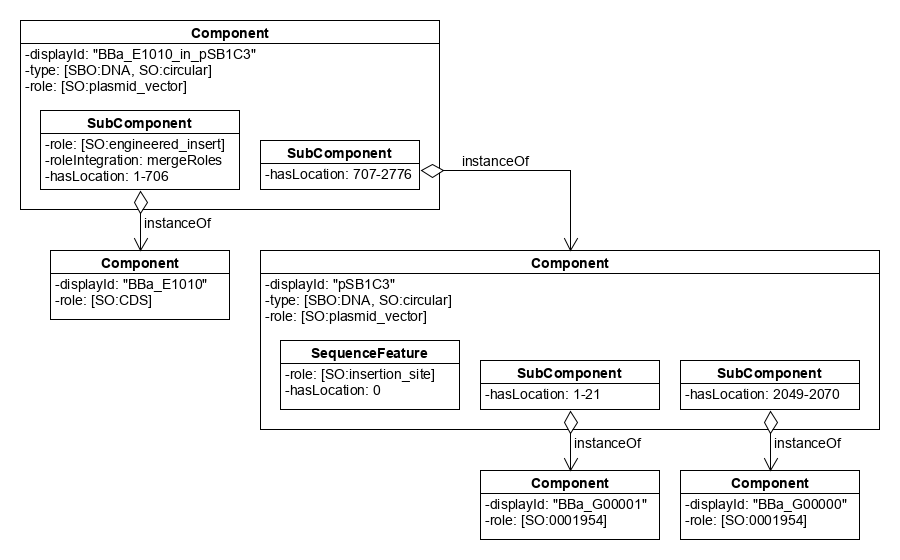 Component
-displayId: "BBa_E1010_in_pSB1C3"
-type: [SBO:DNA, SO:circular]
-role: [SO:plasmid_vector]
SubComponent
-role: [SO:engineered_insert]
-roleIntegration: mergeRoles
-hasLocation: 1-706
SubComponent
-hasLocation: 707-2776
instanceOf
instanceOf
Component
-displayId: "BBa_E1010"
-role: [SO:CDS]
Component
-displayId: "pSB1C3"
-type: [SBO:DNA, SO:circular]
-role: [SO:plasmid_vector]
SequenceFeature
-role: [SO:insertion_site]
-hasLocation: 0
SubComponent
-hasLocation: 1-21
SubComponent
-hasLocation: 2049-2070
instanceOf
instanceOf
Component
-displayId: "BBa_G00001"
-role: [SO:0001954]
Component
-displayId: "BBa_G00000"
-role: [SO:0001954]